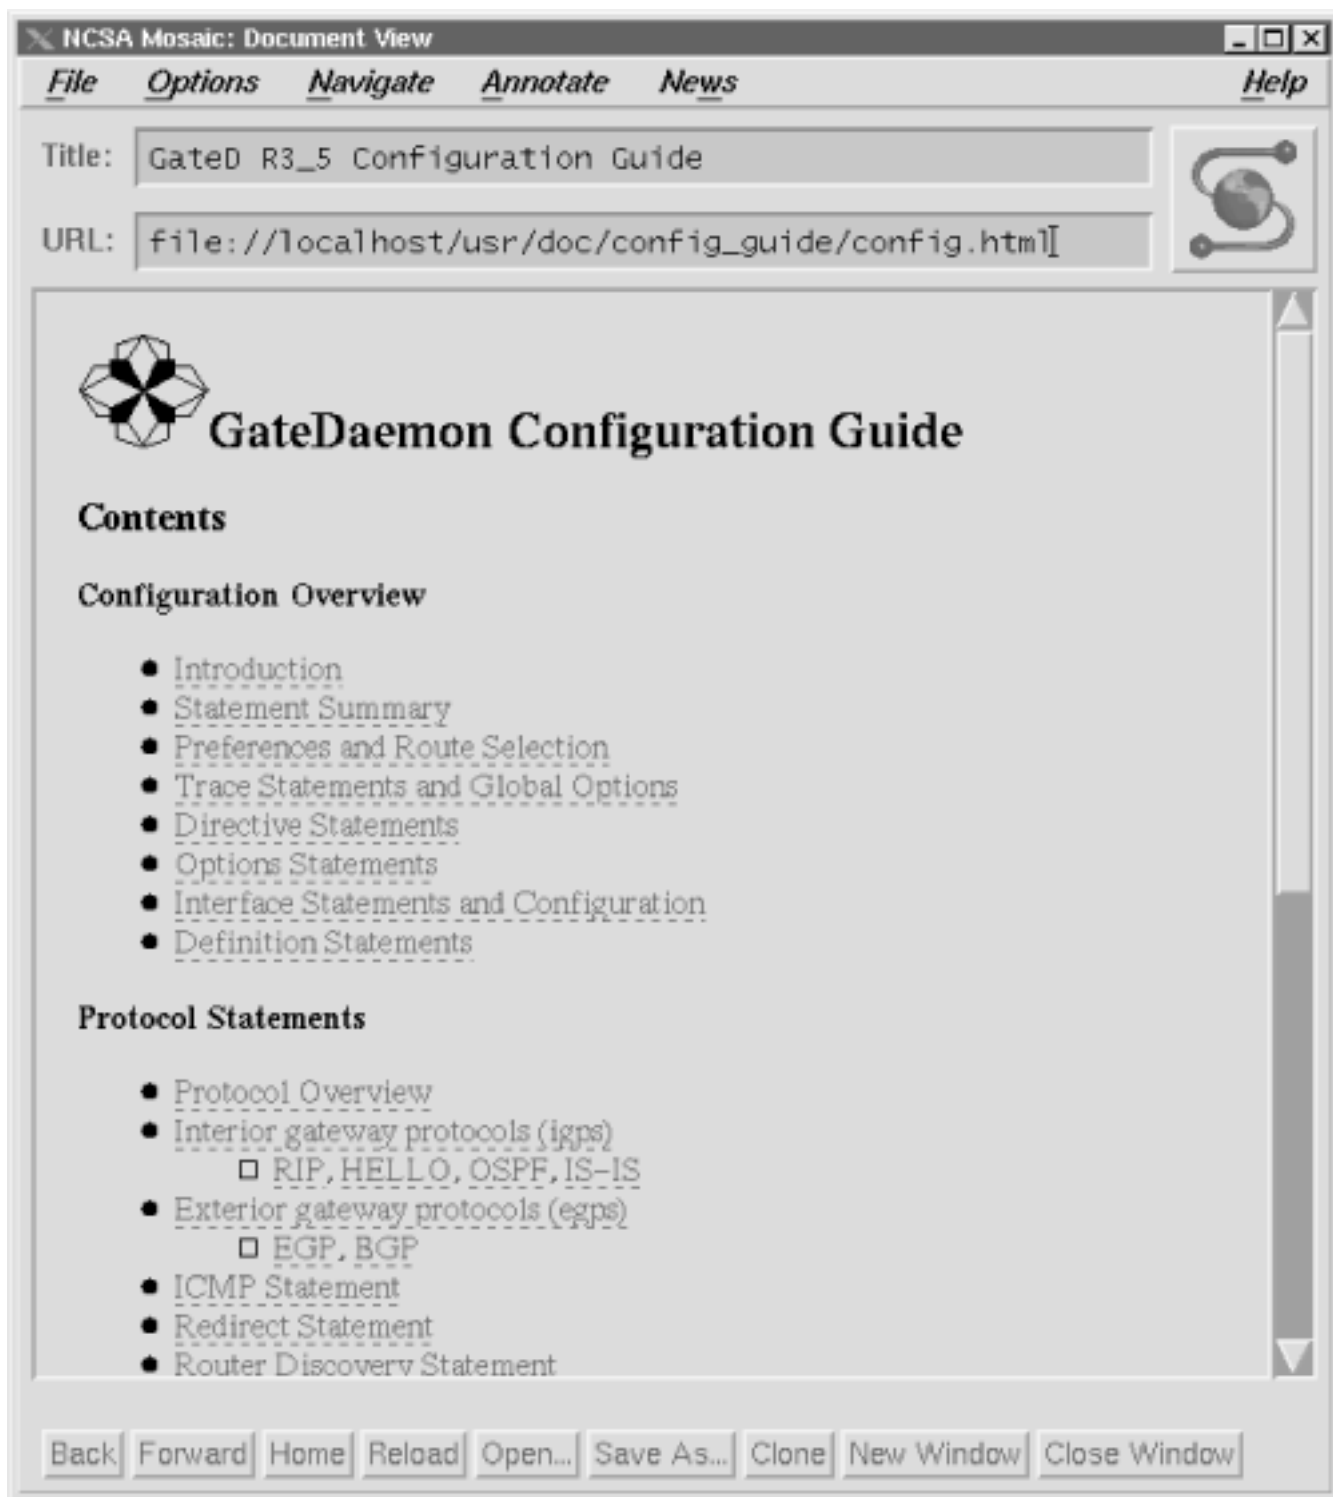 NCSA Mosaic: Document View
File Options Navigate Annotate News Help
Title: GateD R3_5 Configuration Guide
URL: file://localhost/usr/doc/config_guide/config.html
GateDaemon Configuration Guide
Contents
Configuration Overview
Introduction
Statement Summary
Preferences and Route Selection
Trace Statements and Global Options
Directive Statements
Options Statements
Interface Statements and Configuration
Definition Statements
Protocol Statements
Protocol Overview
Interior gateway protocols (igps)
RIP, HELLO, OSPF, IS-IS
Exterior gateway protocols (egps)
EGP, BGP
ICMP Statement
Redirect Statement
Router Discovery Statement
Back Forward Home Reload Open... Save As... Clone New Window Close Window